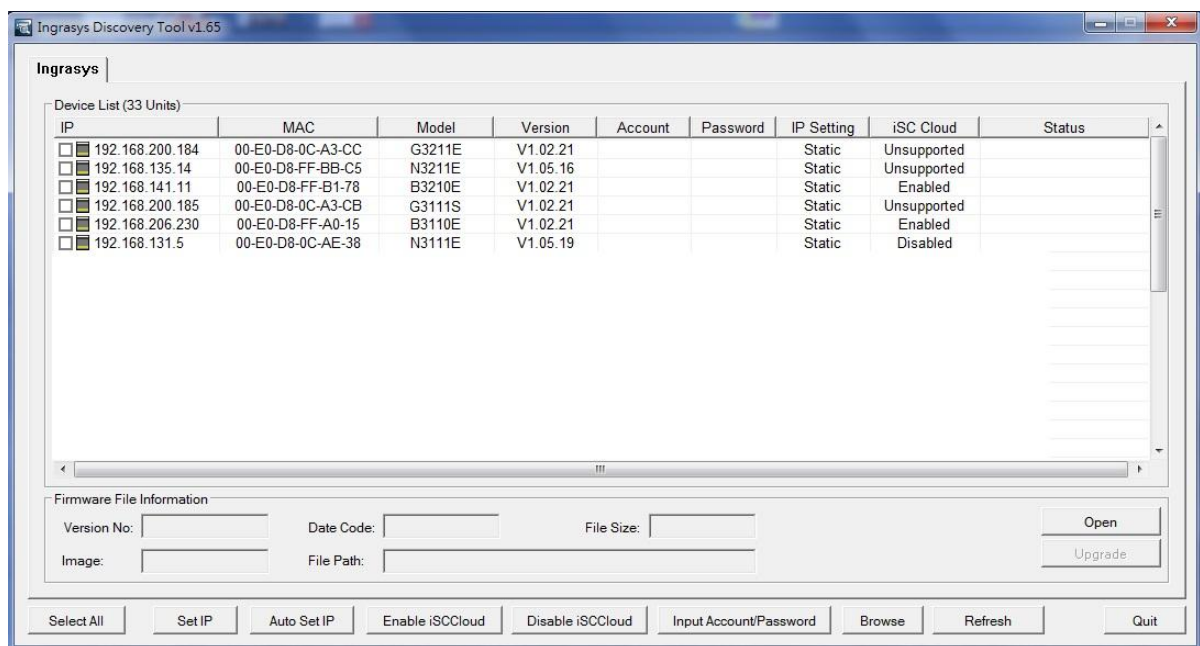 Ingrasys Discovery Tool v1.65
Ingrasys
Device List (33 Units)
IP MAC Model Version Account Password IP Setting iSC Cloud Status
192.168.200.184 00-E0-D8-0C-A3-CC G3211E V1.02.21 Static Unsupported
192.168.135.14 00-E0-D8-FF-BB-C5 N3211E V1.05.16 Static Unsupported
192.168.141.11 00-E0-D8-FF-B1-78 B3210E V1.02.21 Static Enabled
192.168.200.185 00-E0-D8-0C-A3-CB G3111S V1.02.21 Static Unsupported
192.168.206.230 00-E0-D8-FF-A0-15 B3110E V1.02.21 Static Enabled
192.168.131.5 00-E0-D8-0C-AE-38 N3111E V1.05.19 Static Disabled
Firmware File Information
Version No: Date Code: File Size: Open
Image: File Path: Upgrade
Select All Set IP Auto Set IP Enable iSCCloud Disable iSCCloud Input Account/Password Browse Refresh Quit